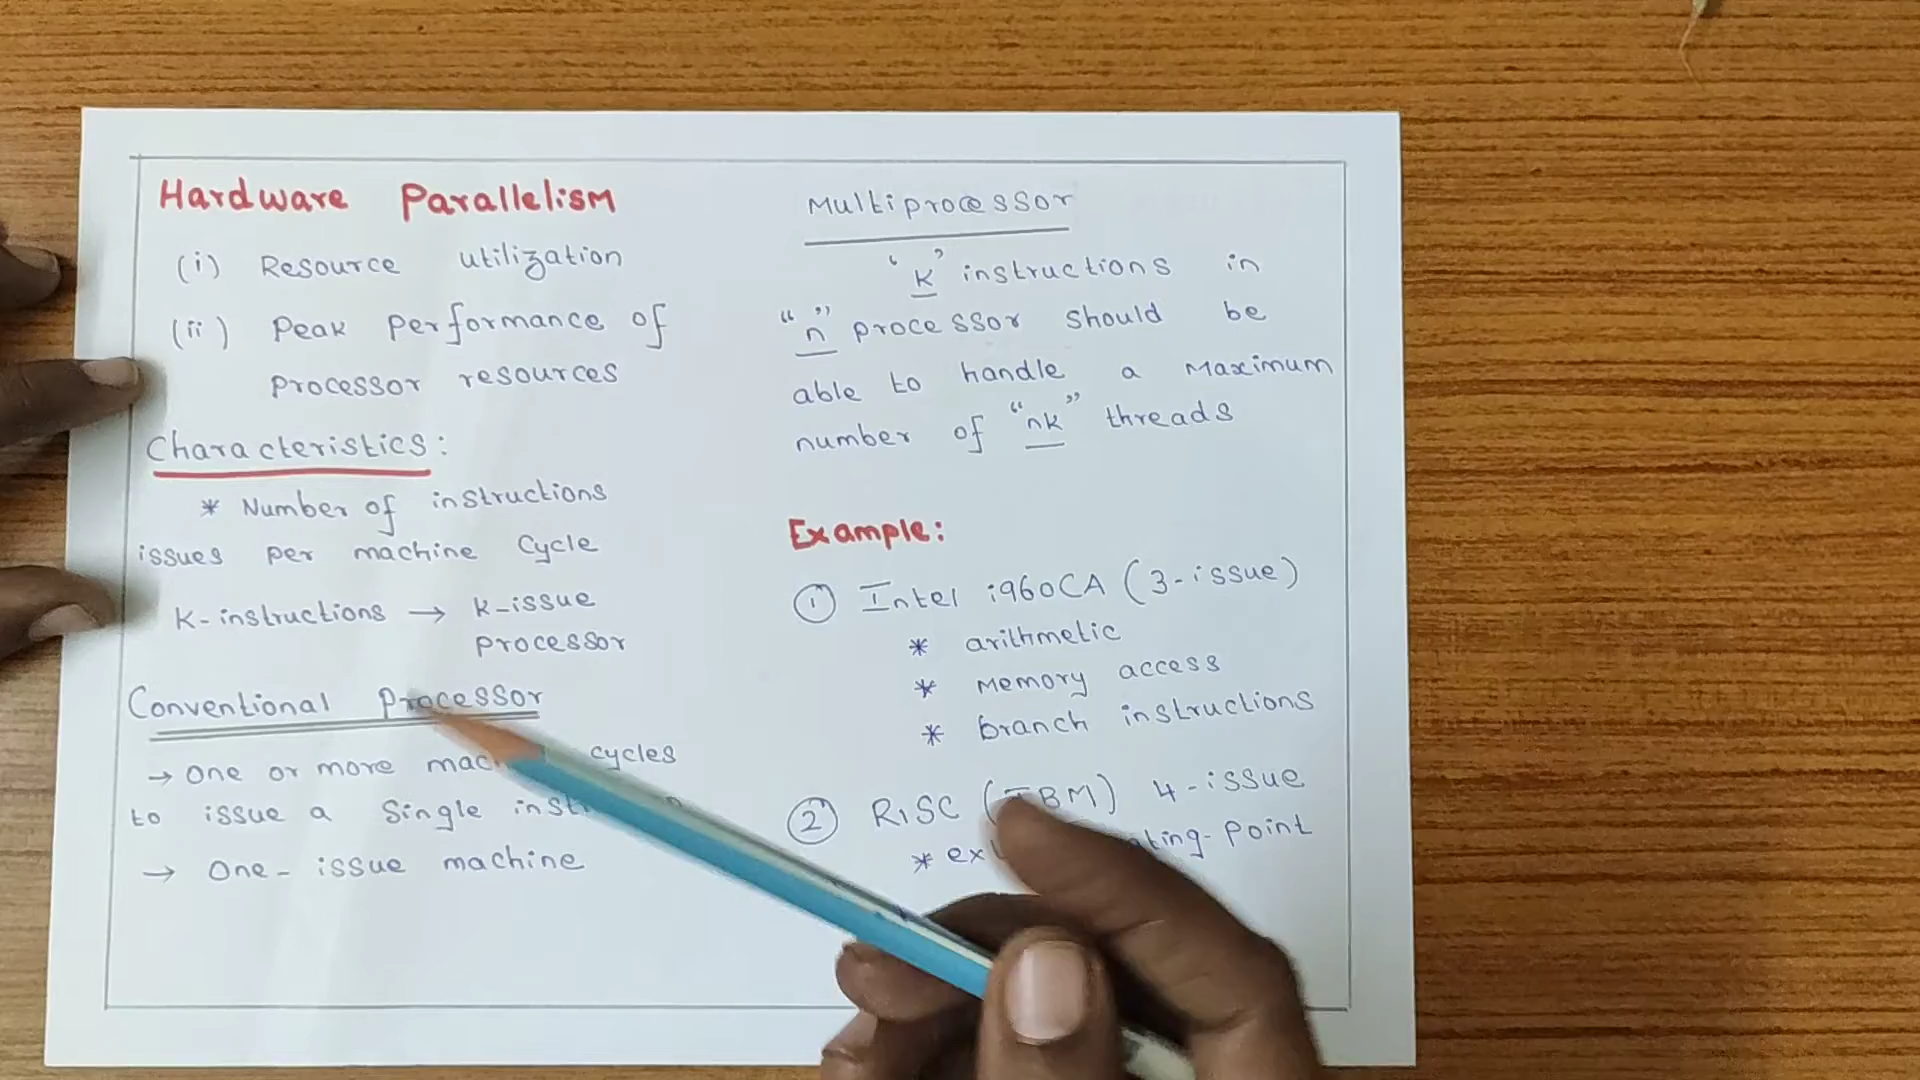 Hardware Parallelism
(i) Resource utilization
(ii) Peak performance of
processor resources
Characteristics:
* Number of instructions
issues per machine cycle
K-instructions → k-issue
processor
Conventional Processor
→ One or more cycles
to issue a single
→ One-issue machine
Multiprocessor
'k' instructions in
"n" processor should be
able to handle a maximum
number of "nk" threads
Example:
① Intel i960CA (3-issue)
* arithmetic
* memory access
* branch instructions
② RISC (IBM) 4-issue
* point